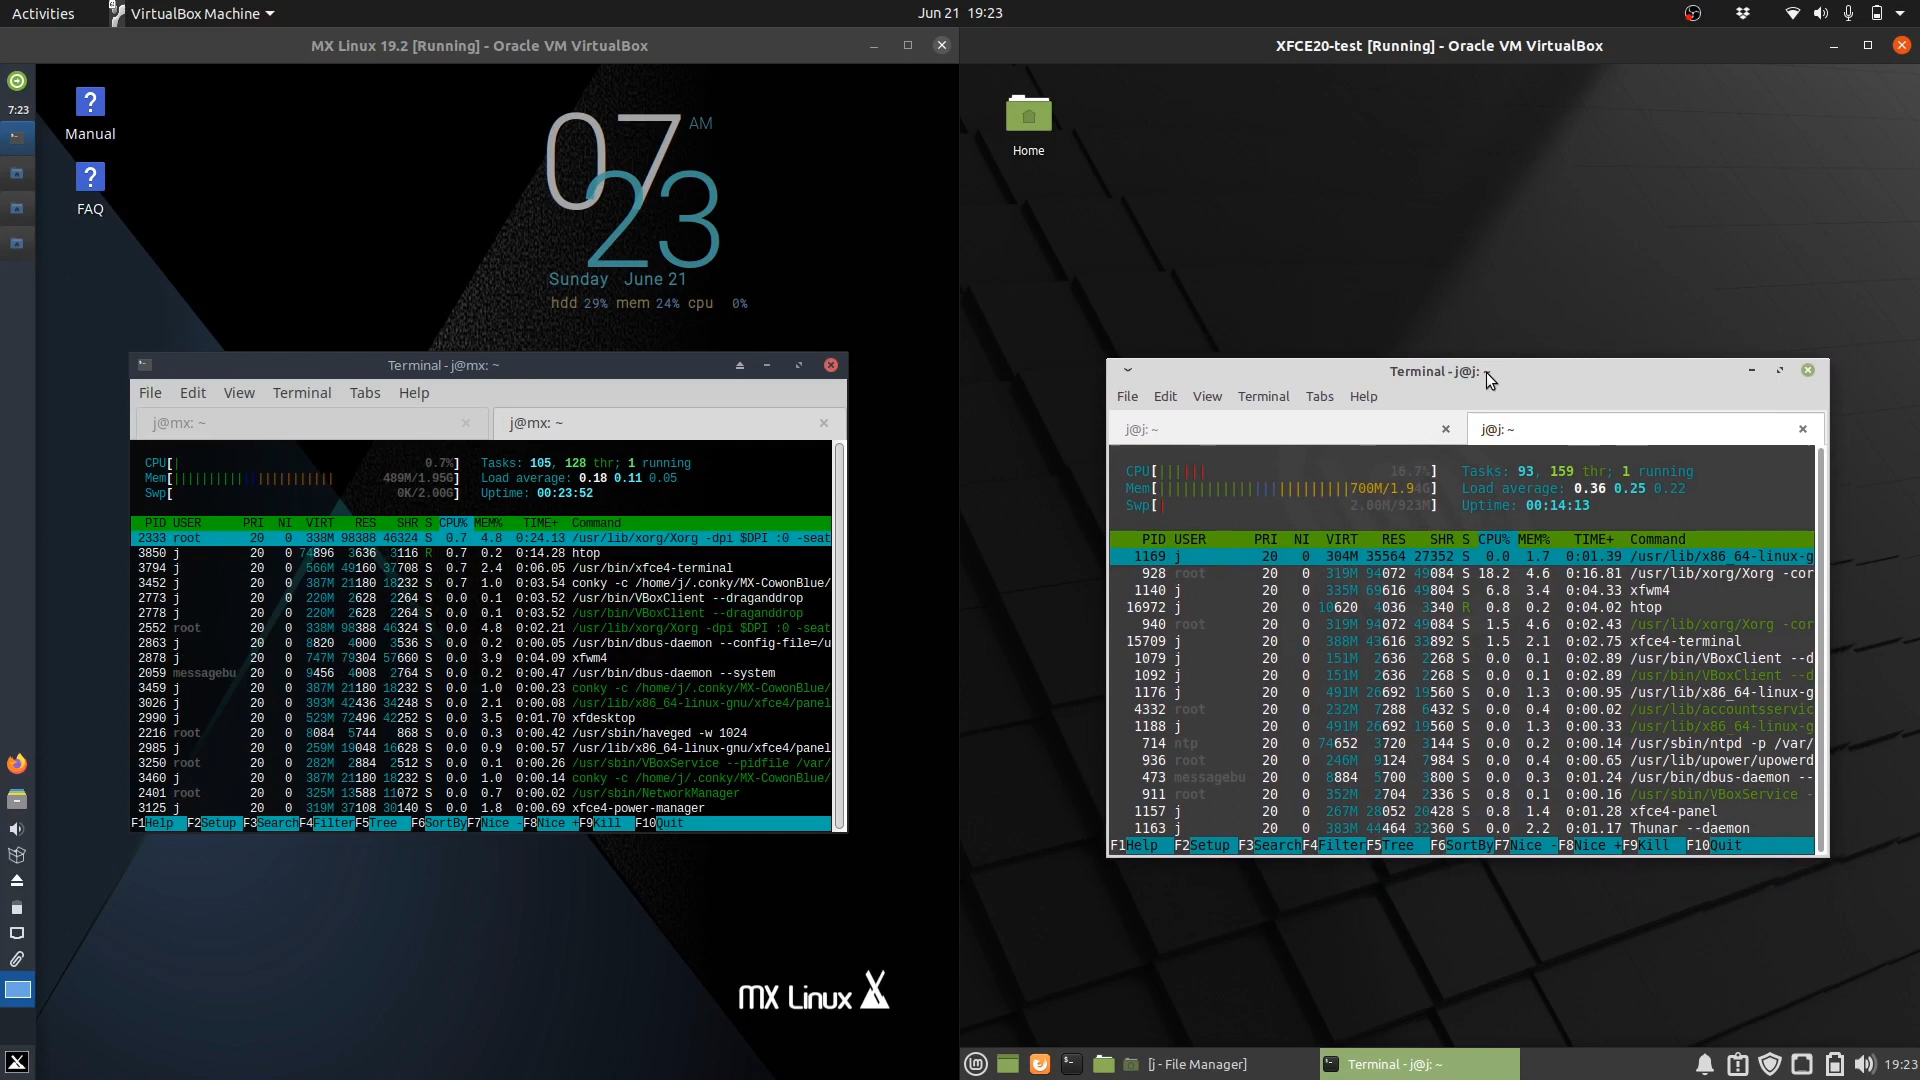 Activities
VirtualBox Machine
Jun 21 19:23
MX Linux 19.2 [Running] - Oracle VM VirtualBox
7:23
Manual
FAQ
07 AM
23
Sunday June 21
hdd 29% mem 24% cpu 0%
Terminal - j@mx: ~
File Edit View Terminal Tabs Help
j@mx: ~
j@mx: ~
CPU[| 0.7%] Tasks: 105, 128 thr; 1 running
Mem[||||||||||||||||||||||| 489M/1.95G] Load average: 0.18 0.11 0.05
Swp[ 0K/2.00G] Uptime: 00:23:52
PID USER PRI NI VIRT RES SHR S CPU% MEM% TIME+ Command
2333 root 20 0 338M 98388 46324 S 0.7 4.8 0:24.13 /usr/lib/xorg/Xorg -dpi $DPI :0 -seat
3850 j 20 0 74896 3636 3116 R 0.7 0.2 0:14.28 htop
3794 j 20 0 566M 49160 37708 S 0.7 2.4 0:06.05 /usr/bin/xfce4-terminal
3452 j 20 0 387M 21180 18232 S 0.7 1.0 0:03.54 conky -c /home/j/.conky/MX-CowonBlue/
2773 j 20 0 220M 2628 2264 S 0.0 0.1 0:03.52 /usr/bin/VBoxClient --draganddrop
2778 j 20 0 220M 2628 2264 S 0.0 0.1 0:03.52 /usr/bin/VBoxClient --draganddrop
2552 root 20 0 338M 98388 46324 S 0.0 4.8 0:02.21 /usr/lib/xorg/Xorg -dpi $DPI :0 -seat
2863 j 20 0 8820 4000 3536 S 0.0 0.2 0:00.05 /usr/bin/dbus-daemon --config-file=/u
2878 j 20 0 747M 79304 57660 S 0.0 3.9 0:04.09 xfwm4
2059 messagebu 20 0 9456 4008 2764 S 0.0 0.2 0:00.47 /usr/bin/dbus-daemon --system
3459 j 20 0 387M 21180 18232 S 0.0 1.0 0:00.23 conky -c /home/j/.conky/MX-CowonBlue/
3026 j 20 0 393M 42436 34248 S 0.0 2.1 0:00.08 /usr/lib/x86_64-linux-gnu/xfce4/panel
2990 j 20 0 523M 72496 42252 S 0.0 3.5 0:01.70 xfdesktop
2216 root 20 0 8084 5744 868 S 0.0 0.3 0:00.42 /usr/sbin/haveged -w 1024
2985 j 20 0 259M 19048 16628 S 0.0 0.9 0:00.57 /usr/lib/x86_64-linux-gnu/xfce4/panel
3250 root 20 0 282M 2884 2512 S 0.0 0.1 0:00.26 /usr/sbin/VBoxService --pidfile /var/
3460 j 20 0 387M 21180 18232 S 0.0 1.0 0:00.14 conky -c /home/j/.conky/MX-CowonBlue/
2401 root 20 0 325M 13588 11072 S 0.0 0.7 0:00.02 /usr/sbin/NetworkManager
3125 j 20 0 319M 37108 30140 S 0.0 1.8 0:00.69 xfce4-power-manager
F1Help F2Setup F3SearchF4FilterF5Tree F6SortByF7Nice -F8Nice +F9Kill F10Quit
MX Linux
XFCE20-test [Running] - Oracle VM VirtualBox
Home
Terminal - j@j: ~
File Edit View Terminal Tabs Help
j@j: ~
j@j: ~
CPU[|||||| 16.7%] Tasks: 93, 159 thr; 1 running
Mem[||||||||||||||||||||||||700M/1.94G] Load average: 0.36 0.25 0.22
Swp[| 2.00M/923M] Uptime: 00:14:13
PID USER PRI NI VIRT RES SHR S CPU% MEM% TIME+ Command
1169 j 20 0 304M 35564 27352 S 0.0 1.7 0:01.39 /usr/lib/x86_64-linux-g
928 root 20 0 319M 94072 49084 S 18.2 4.6 0:16.81 /usr/lib/xorg/Xorg -cor
1140 j 20 0 335M 69616 49804 S 6.8 3.4 0:04.33 xfwm4
16972 j 20 0 10620 4036 3340 R 0.8 0.2 0:04.02 htop
940 root 20 0 319M 94072 49084 S 1.5 4.6 0:02.43 /usr/lib/xorg/Xorg -cor
15709 j 20 0 388M 43616 33892 S 1.5 2.1 0:02.75 xfce4-terminal
1079 j 20 0 151M 2636 2268 S 0.0 0.1 0:02.89 /usr/bin/VBoxClient --d
1092 j 20 0 151M 2636 2268 S 0.0 0.1 0:02.89 /usr/bin/VBoxClient --d
1176 j 20 0 491M 26692 19560 S 0.0 1.3 0:00.95 /usr/lib/x86_64-linux-g
4332 root 20 0 232M 7288 6432 S 0.0 0.4 0:00.02 /usr/lib/accountsservic
1188 j 20 0 491M 26692 19560 S 0.0 1.3 0:00.33 /usr/lib/x86_64-linux-g
714 ntp 20 0 74652 3720 3144 S 0.0 0.2 0:00.14 /usr/sbin/ntpd -p /var/
936 root 20 0 246M 9124 7984 S 0.0 0.4 0:00.65 /usr/lib/upower/upowerd
473 messagebu 20 0 8884 5700 3800 S 0.0 0.3 0:01.24 /usr/bin/dbus-daemon --
911 root 20 0 352M 2704 2336 S 0.8 0.1 0:00.16 /usr/sbin/VBoxService -
1157 j 20 0 267M 28052 20428 S 0.8 1.4 0:01.28 xfce4-panel
1163 j 20 0 383M 44464 32360 S 0.0 2.2 0:01.17 Thunar --daemon
F1Help F2Setup F3SearchF4FilterF5Tree F6SortByF7Nice -F8Nice +F9Kill F10Quit
[j - File Manager]
Terminal - j@j: ~
19:23